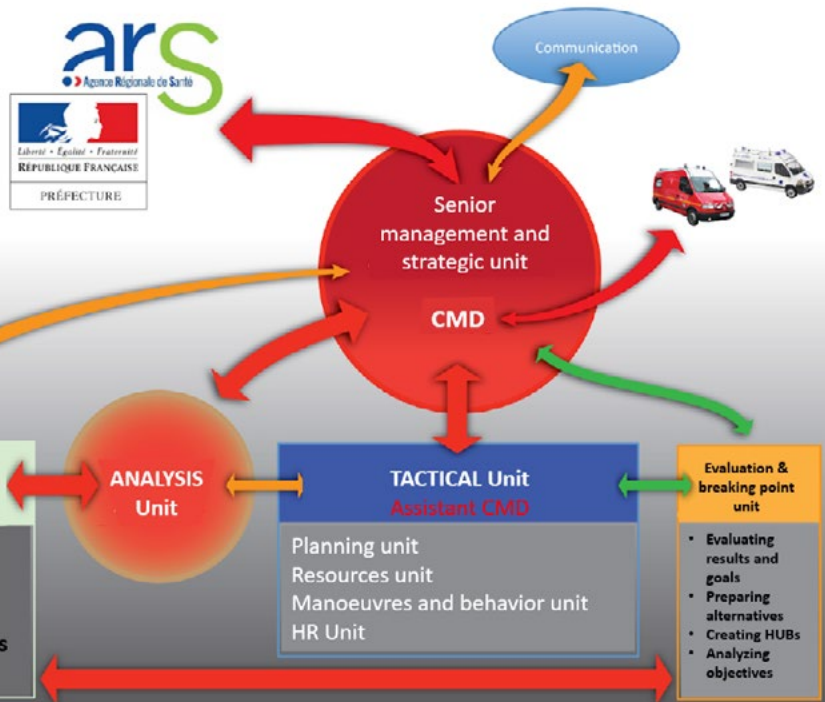 ars
Agence Régionale de Santé
Liberté • Égalité • Fraternité
RÉPUBLIQUE FRANÇAISE
PRÉFECTURE
Communication
Senior
management and
strategic unit
CMD
ANALYSIS
Unit
TACTICAL Unit
Assistant CMD
Planning unit
Resources unit
Manoeuvres and behavior unit
HR Unit
Evaluation &
breaking point
unit
• Evaluating
results and
goals
• Preparing
alternatives
• Creating HUBs
• Analyzing
objectives
s